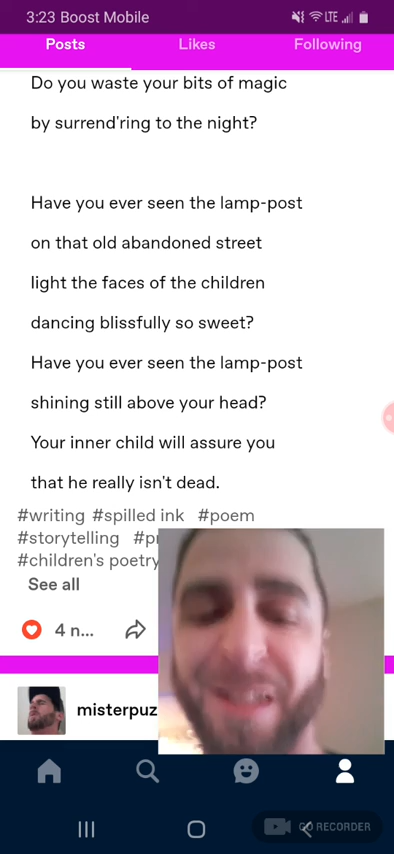 3:23 Boost Mobile LTE
Posts Likes Following
Do you waste your bits of magic
by surrend'ring to the night?
Have you ever seen the lamp-post
on that old abandoned street
light the faces of the children
dancing blissfully so sweet?
Have you ever seen the lamp-post
shining still above your head?
Your inner child will assure you
that he really isn't dead.
#writing #spilled ink #poem
#storytelling
#children's poetry
See all
4 n...
misterpuz
GO RECORDER